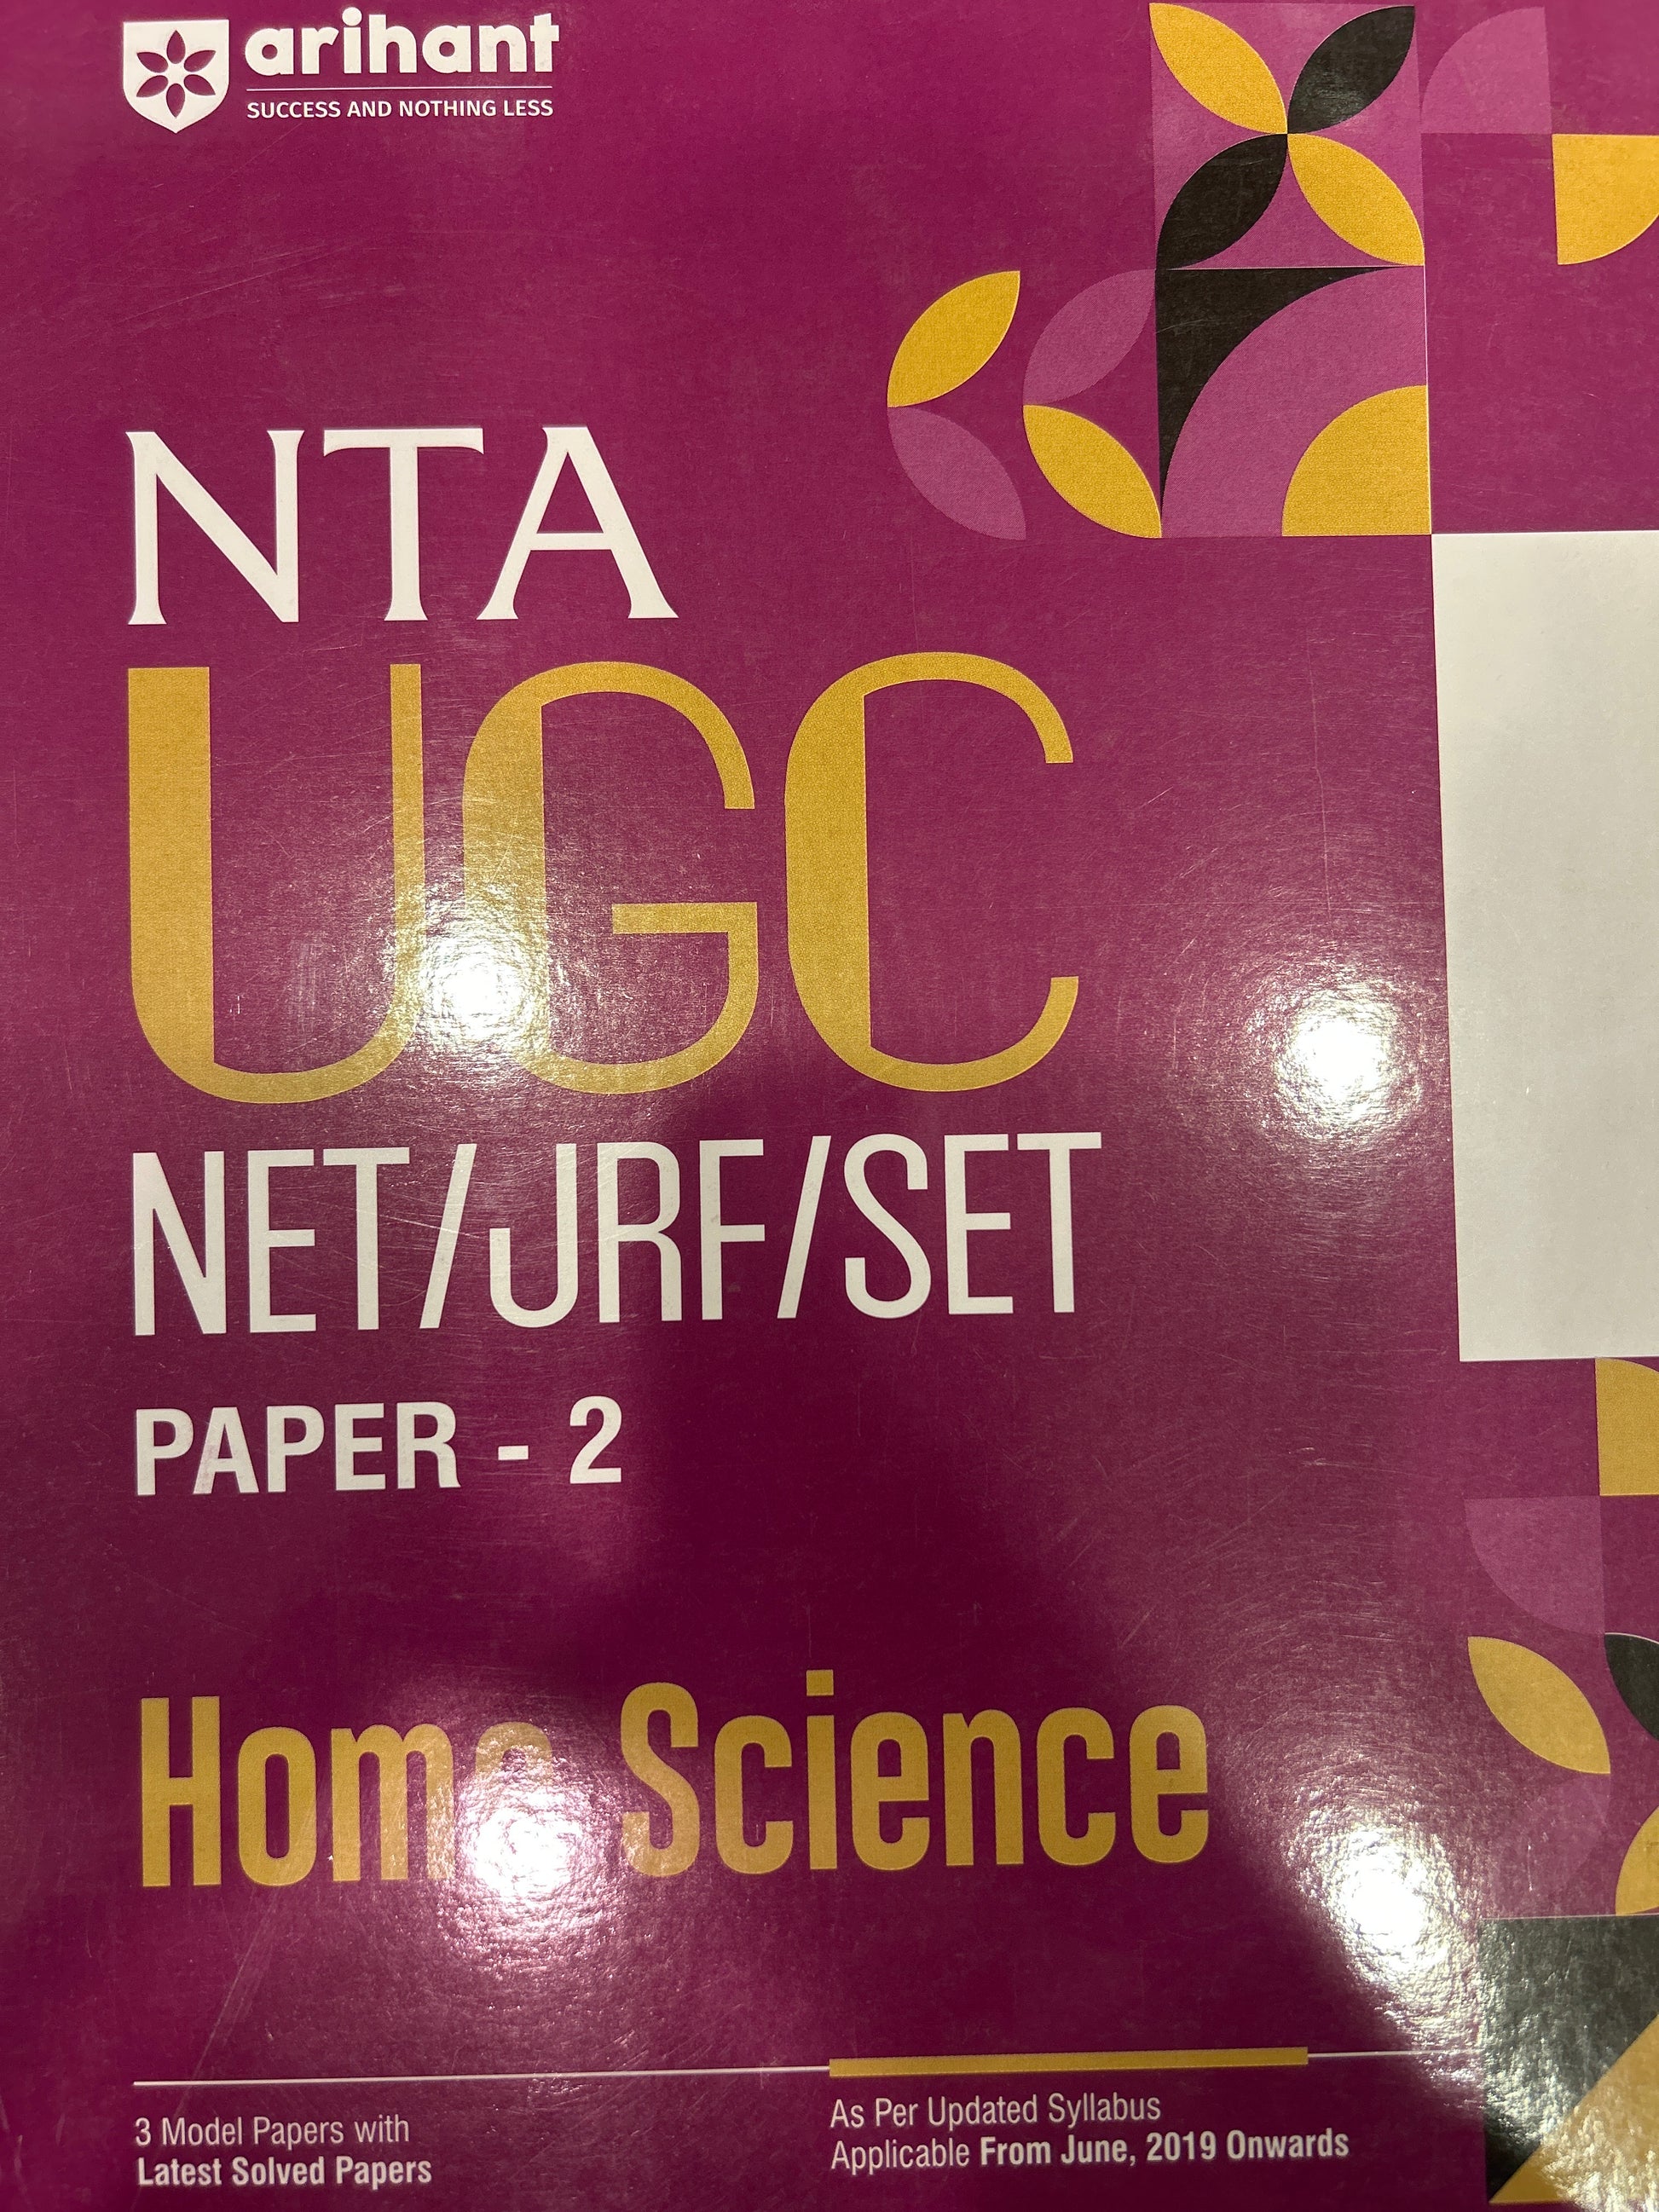 arihant
SUCCESS AND NOTHING LESS
NTA
UGC
NET/JRF/SET
PAPER - 2
Home Science
3 Model Papers with
Latest Solved Papers
As Per Updated Syllabus
Applicable From June, 2019 Onwards